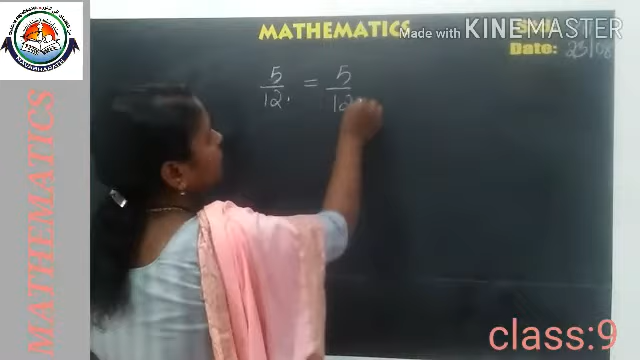 MATHEMATICS
Made with KINEMASTER
Date: 23/08
5/12 = 5/12
MATHEMATICS
class:9